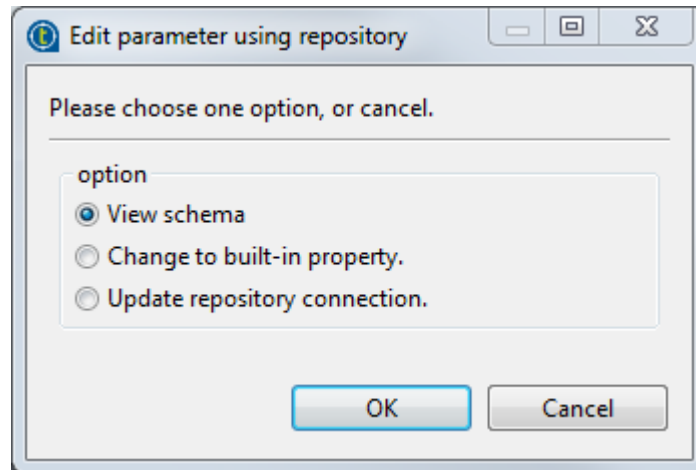 Edit parameter using repository
Please choose one option, or cancel.
option
View schema
Change to built-in property.
Update repository connection.
OK Cancel